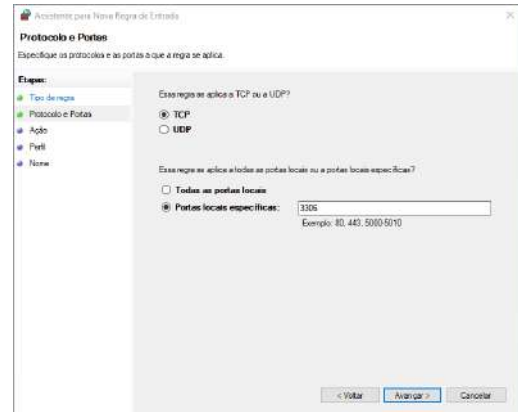 Assistente para Nova Regra de Entrada
Protocolo e Portas
Especifique os protocolos e as portas a que a regra se aplica.
Etapas:
Tipo de regra
Protocolo e Portas
Ação
Perfil
Nome
Essa regra se aplica a TCP ou a UDP?
TCP
UDP
Essa regra se aplica a todas as portas locais ou a portas locais específicas?
Todas as portas locais
Portas locais específicas:
3306
Exemplo: 80, 443, 5000-5010
< Voltar
Avançar >
Cancelar